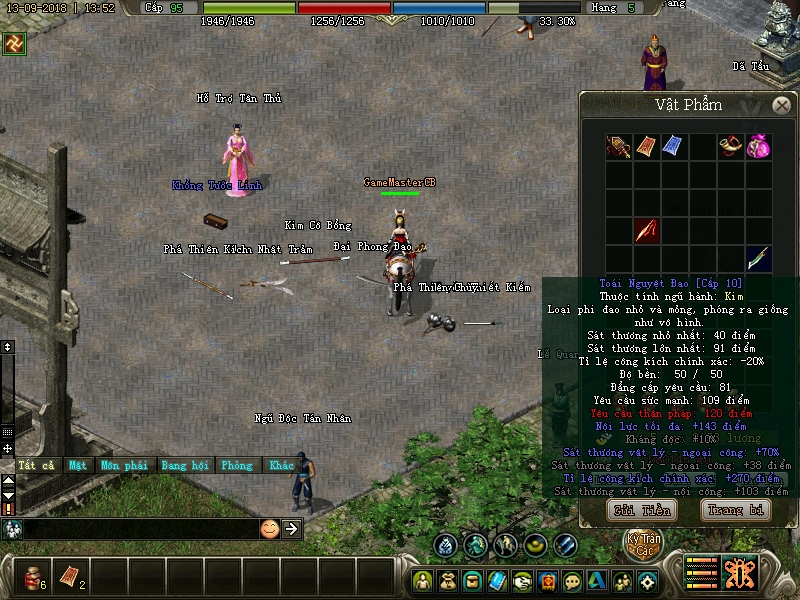 13-09-2018 | 13:52
Cấp 95
1946/1946
1256/1256
1010/1010
33.30%
Hạng 5
Dã Tẩu
Vật Phẩm
Hỗ Trợ Tân Thủ
Khổng Tước Linh
GameMasterCB
Kim Cô Bổng
Phá Thiên Kích
Nhật Trảm
Đại Phong Đao
Phá Thiên Chùy
Thiết Kiếm
Ngũ Độc Tán Nhân
Toái Nguyệt Đao [Cấp 10]
Thuộc tính ngũ hành: Kim
Loại phi đao nhỏ và mỏng, phóng ra giống
như vô hình.
Sát thương nhỏ nhất: 40 điểm
Sát thương lớn nhất: 91 điểm
Tỉ lệ công kích chính xác: -20%
Độ bền: 50 / 50
Đẳng cấp yêu cầu: 81
Yêu cầu sức mạnh: 109 điểm
Yêu cầu thân pháp: 120 điểm
Nội lực tối đa: +143 điểm
Kháng độc: +10%
lượng
Sát thương vật lý - ngoại công: +70%
Sát thương vật lý - ngoại công: +38 điểm
Tỉ lệ công kích chính xác: +270 điểm
Sát thương vật lý - nội công: +103 điểm
Gửi Tiền
Trang bị
Tất cả
Mật
Môn phái
Bang hội
Phòng
Khác
Kỳ Trân
Các
6
2